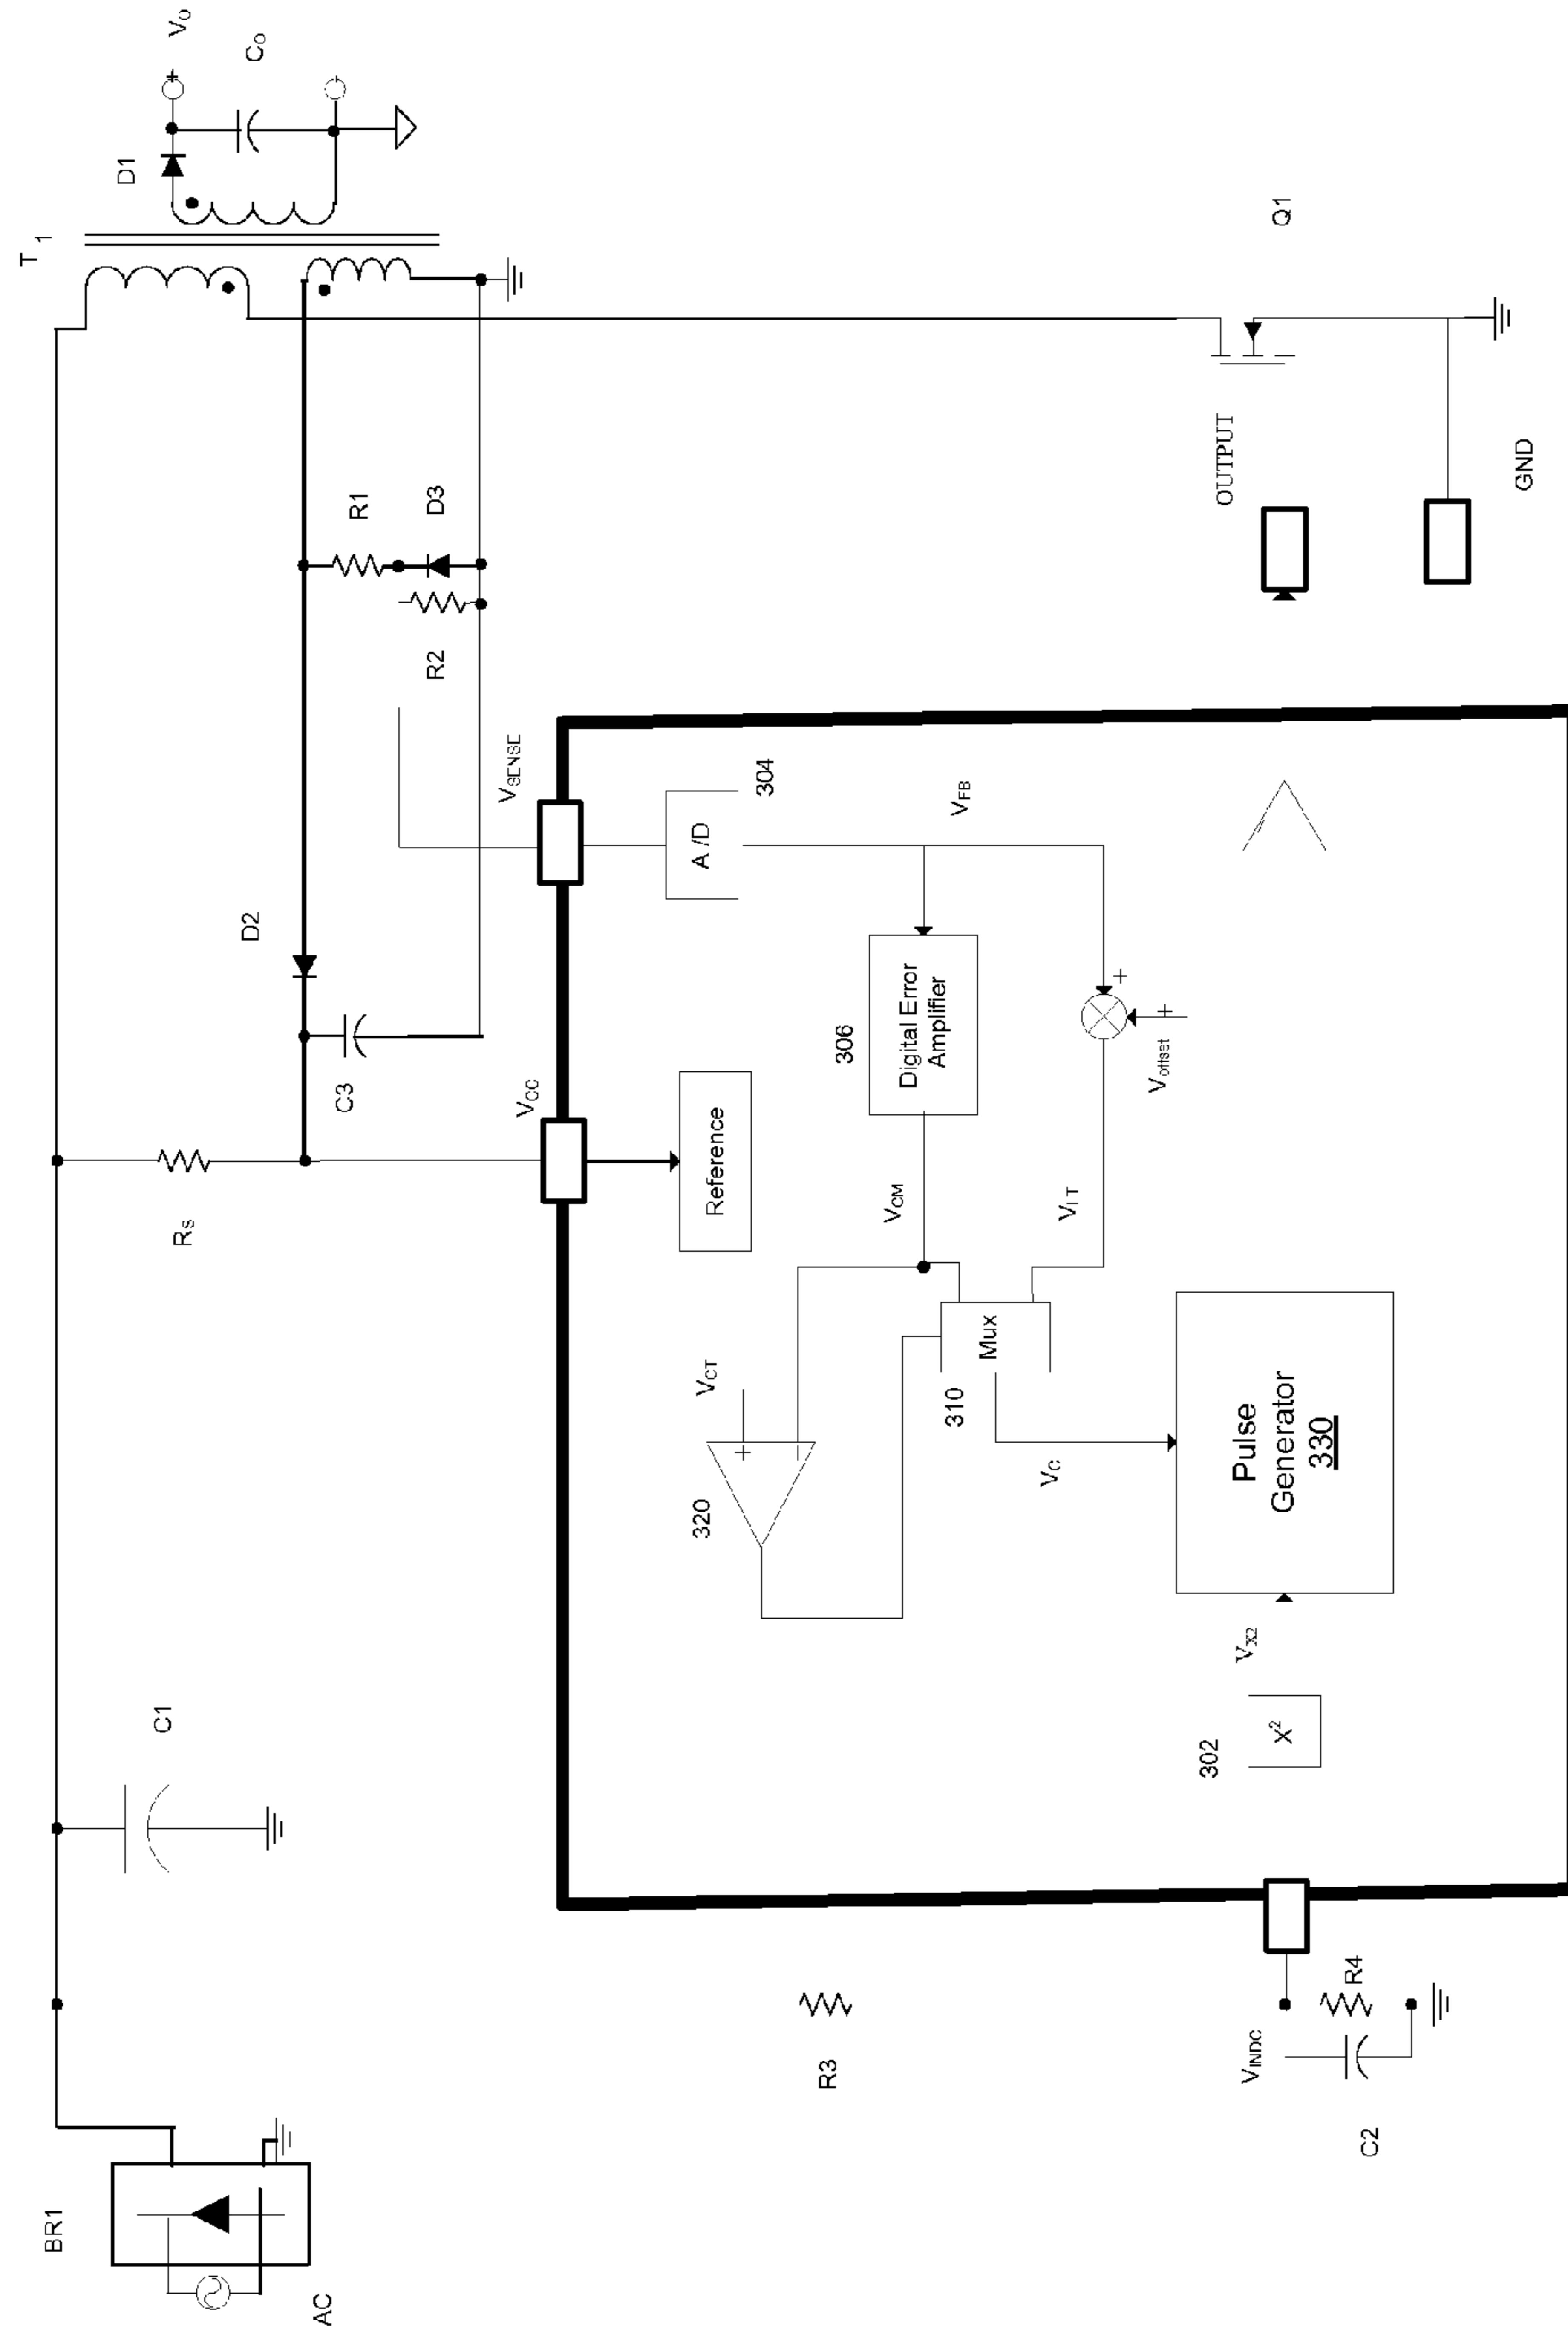 BR1
AC
C1
Rs
D2
C3
R1
D3
R2
T1
D1
Vo
+
Co
VCC
VSENSE
Reference
A/D
304
VCT
+
−
320
VCM
306
Digital Error
Amplifier
VFB
310
Mux
VC
+
+
Voffset
302
X²
VX2
Pulse
Generator
330
R3
VINDC
R4
C2
OUTPUT
Q1
GND